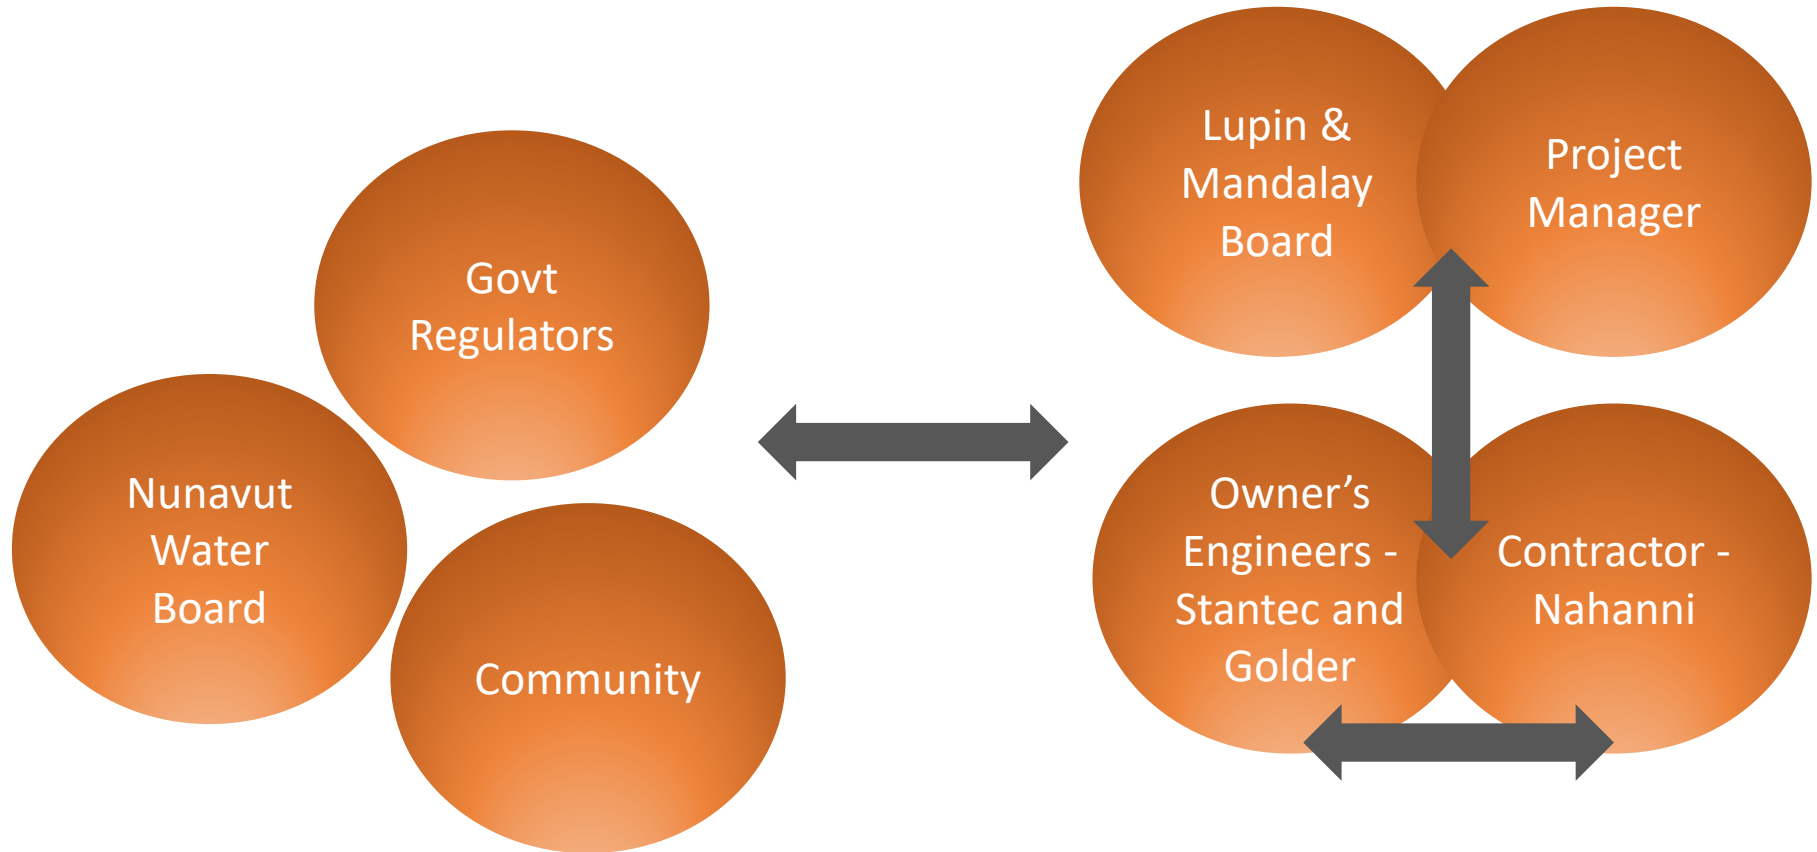 Govt
Regulators
Nunavut
Water
Board
Community
Lupin &
Mandalay
Board
Project
Manager
Owner’s
Engineers -
Stantec and
Golder
Contractor -
Nahanni